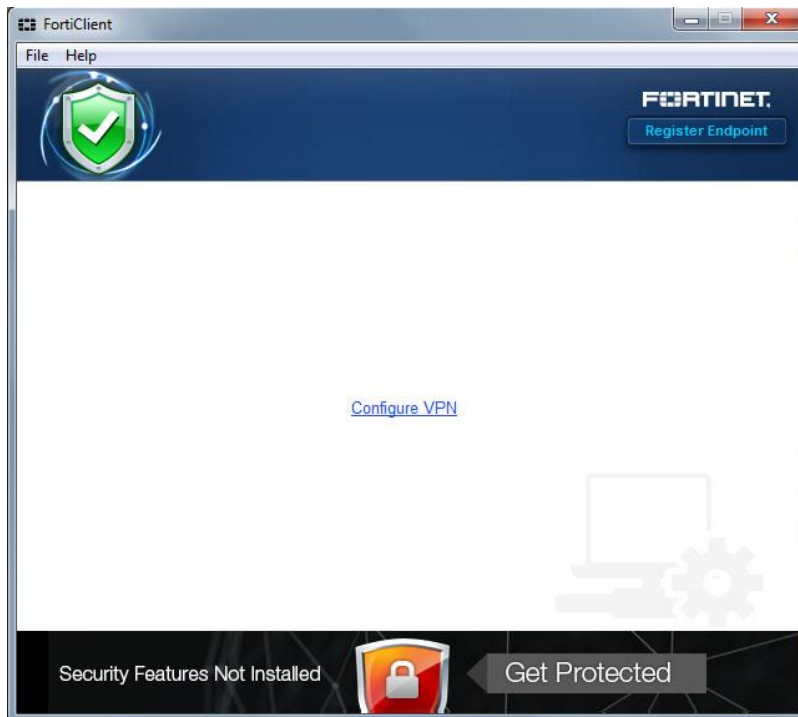 FortiClient
File Help
FORTINET
Register Endpoint
Configure VPN
Security Features Not Installed
Get Protected